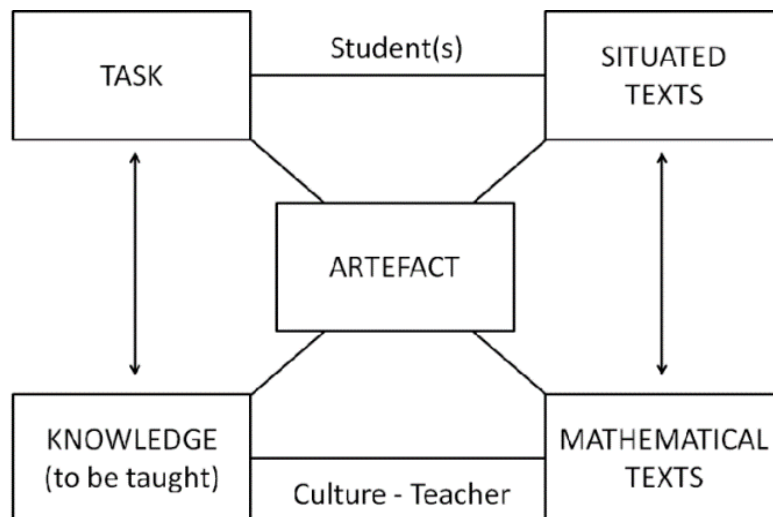 Student(s)
TASK
SITUATED
TEXTS
ARTEFACT
KNOWLEDGE
(to be taught)
MATHEMATICAL
TEXTS
Culture - Teacher